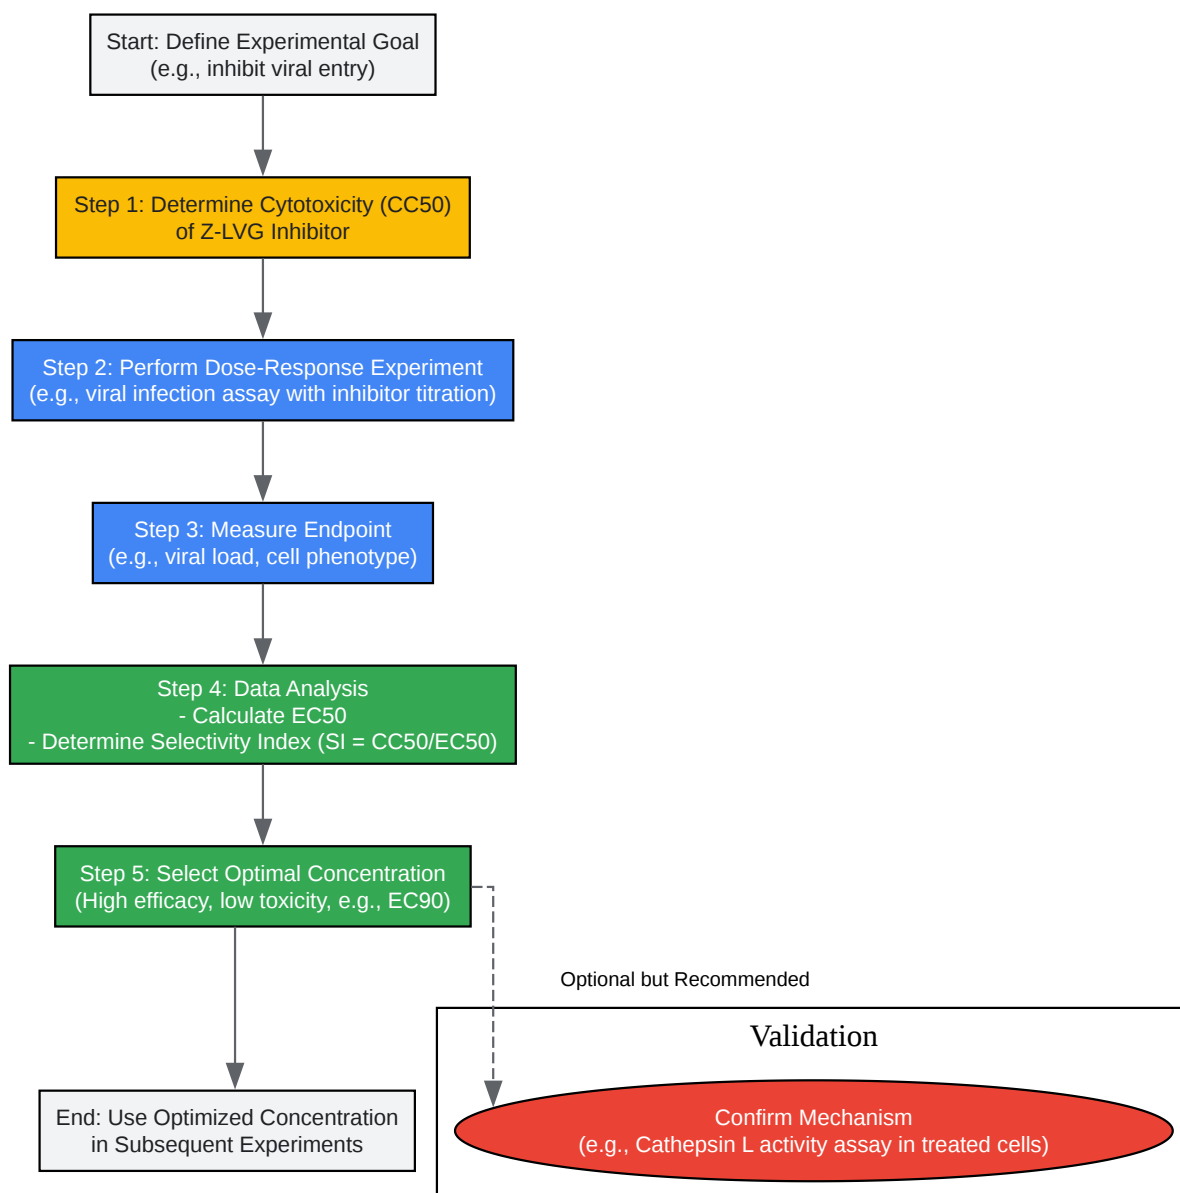 Start: Define Experimental Goal
(e.g., inhibit viral entry)
Step 1: Determine Cytotoxicity (CC50)
of Z-LVG Inhibitor
Step 2: Perform Dose-Response Experiment
(e.g., viral infection assay with inhibitor titration)
Step 3: Measure Endpoint
(e.g., viral load, cell phenotype)
Step 4: Data Analysis
- Calculate EC50
- Determine Selectivity Index (SI = CC50/EC50)
Step 5: Select Optimal Concentration
(High efficacy, low toxicity, e.g., EC90)
Optional but Recommended
Validation
Confirm Mechanism
(e.g., Cathepsin L activity assay in treated cells)
End: Use Optimized Concentration
in Subsequent Experiments